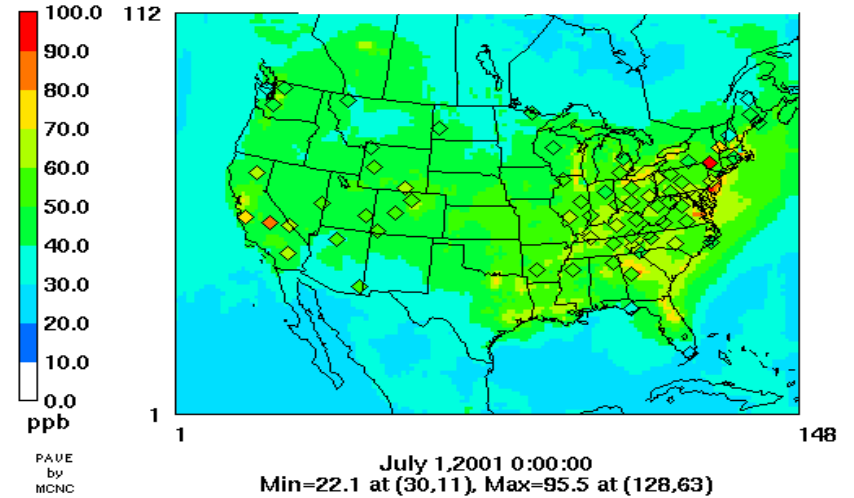 100.0
90.0
80.0
70.0
60.0
50.0
40.0
30.0
20.0
10.0
0.0
ppb
PAVE
by
MCNC
112
1
1
148
July 1,2001 0:00:00
Min=22.1 at (30,11), Max=95.5 at (128,63)